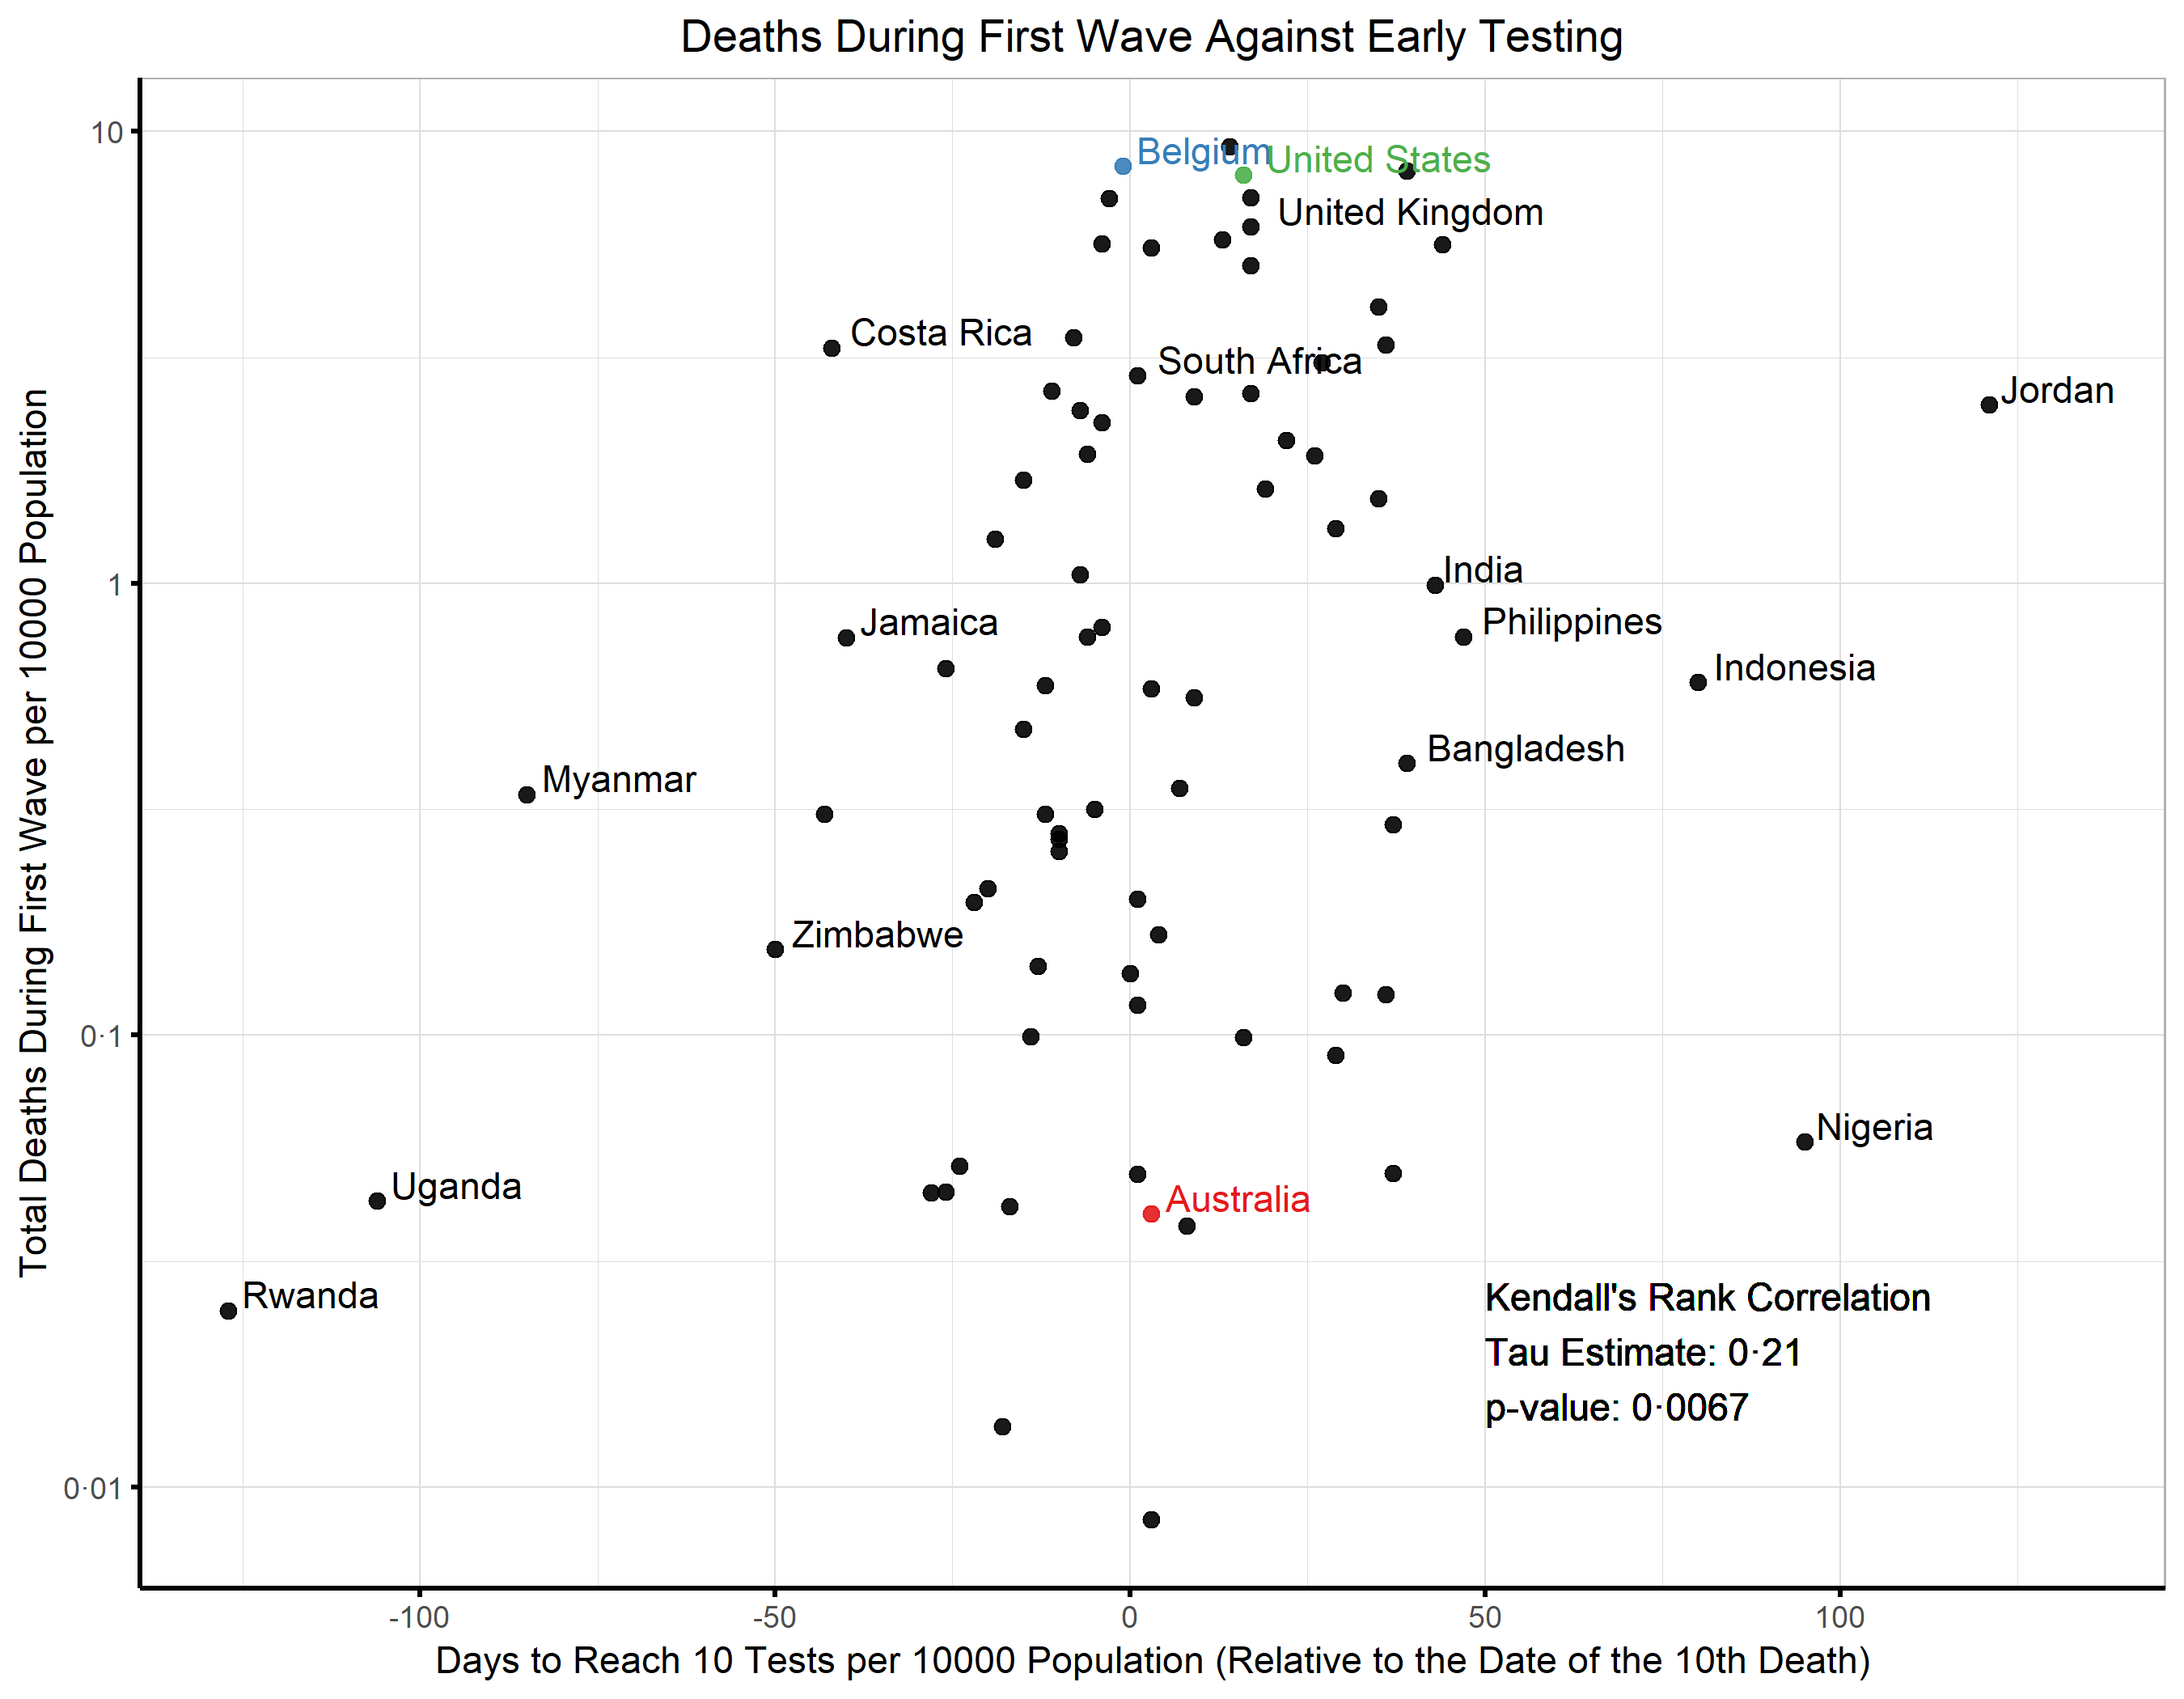 Deaths During First Wave Against Early Testing
Total Deaths During First Wave per 10000 Population
10
1
0·1
0·01
Belgium
United States
United Kingdom
Costa Rica
South Africa
Jordan
India
Jamaica
Philippines
Indonesia
Bangladesh
Myanmar
Zimbabwe
Nigeria
Uganda
Australia
Rwanda
Kendall's Rank Correlation
Tau Estimate: 0·21
p-value: 0·0067
-100
-50
0
50
100
Days to Reach 10 Tests per 10000 Population (Relative to the Date of the 10th Death)